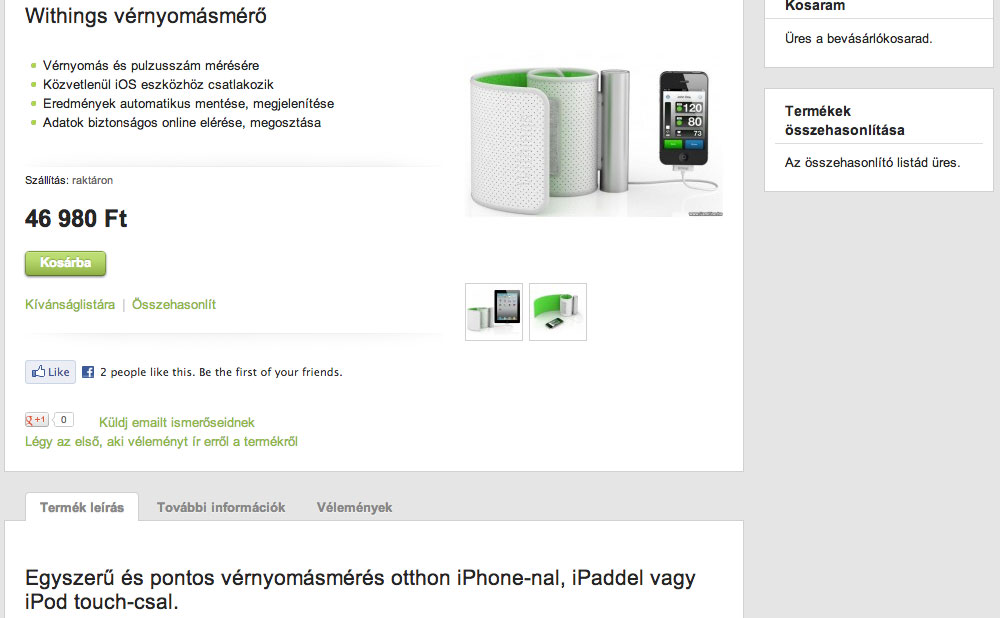 Withings vérnyomásmérő
Vérnyomás és pulzusszám mérésére
Közvetlenül iOS eszközhöz csatlakozik
Eredmények automatikus mentése, megjelenítése
Adatok biztonságos online elérése, megosztása
Szállítás: raktáron
46 980 Ft
Kosárba
Kívánságlistára | Összehasonlít
120
80
73
Like 2 people like this. Be the first of your friends.
+1 0 Küldj emailt ismerőseidnek
Légy az első, aki véleményt ír erről a termékről
Kosaram
Üres a bevásárlókosarad.
Termékek
összehasonlítása
Az összehasonlító listád üres.
Termék leírás További információk Vélemények
Egyszerű és pontos vérnyomásmérés otthon iPhone-nal, iPaddel vagy
iPod touch-csal.